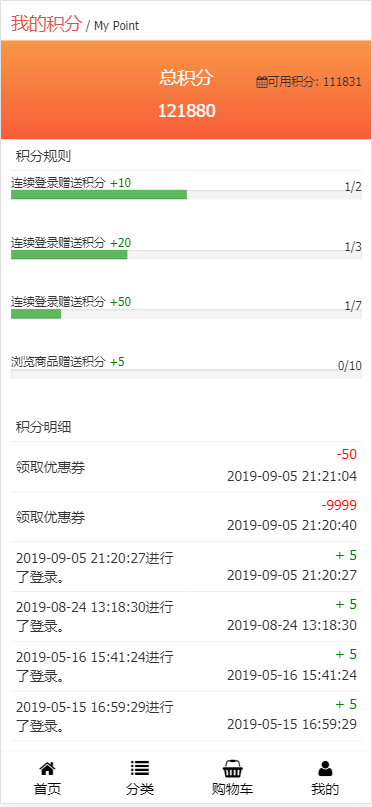 我的积分 / My Point
总积分
可用积分: 111831
121880
积分规则
连续登录赠送积分 +10 1/2
连续登录赠送积分 +20 1/3
连续登录赠送积分 +50 1/7
浏览商品赠送积分 +5 0/10
积分明细
领取优惠券
-50
2019-09-05 21:21:04
领取优惠券
-9999
2019-09-05 21:20:40
2019-09-05 21:20:27进行
了登录。
+ 5
2019-09-05 21:20:27
2019-08-24 13:18:30进行
了登录。
+ 5
2019-08-24 13:18:30
2019-05-16 15:41:24进行
了登录。
+ 5
2019-05-16 15:41:24
2019-05-15 16:59:29进行
了登录。
+ 5
2019-05-15 16:59:29
首页 分类 购物车 我的